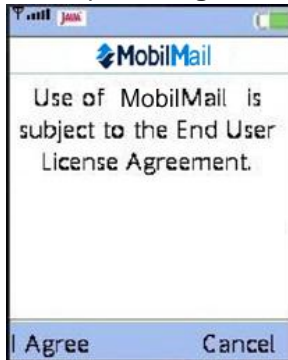 Java
MobilMail
Use of MobilMail is
subject to the End User
License Agreement.
I Agree Cancel